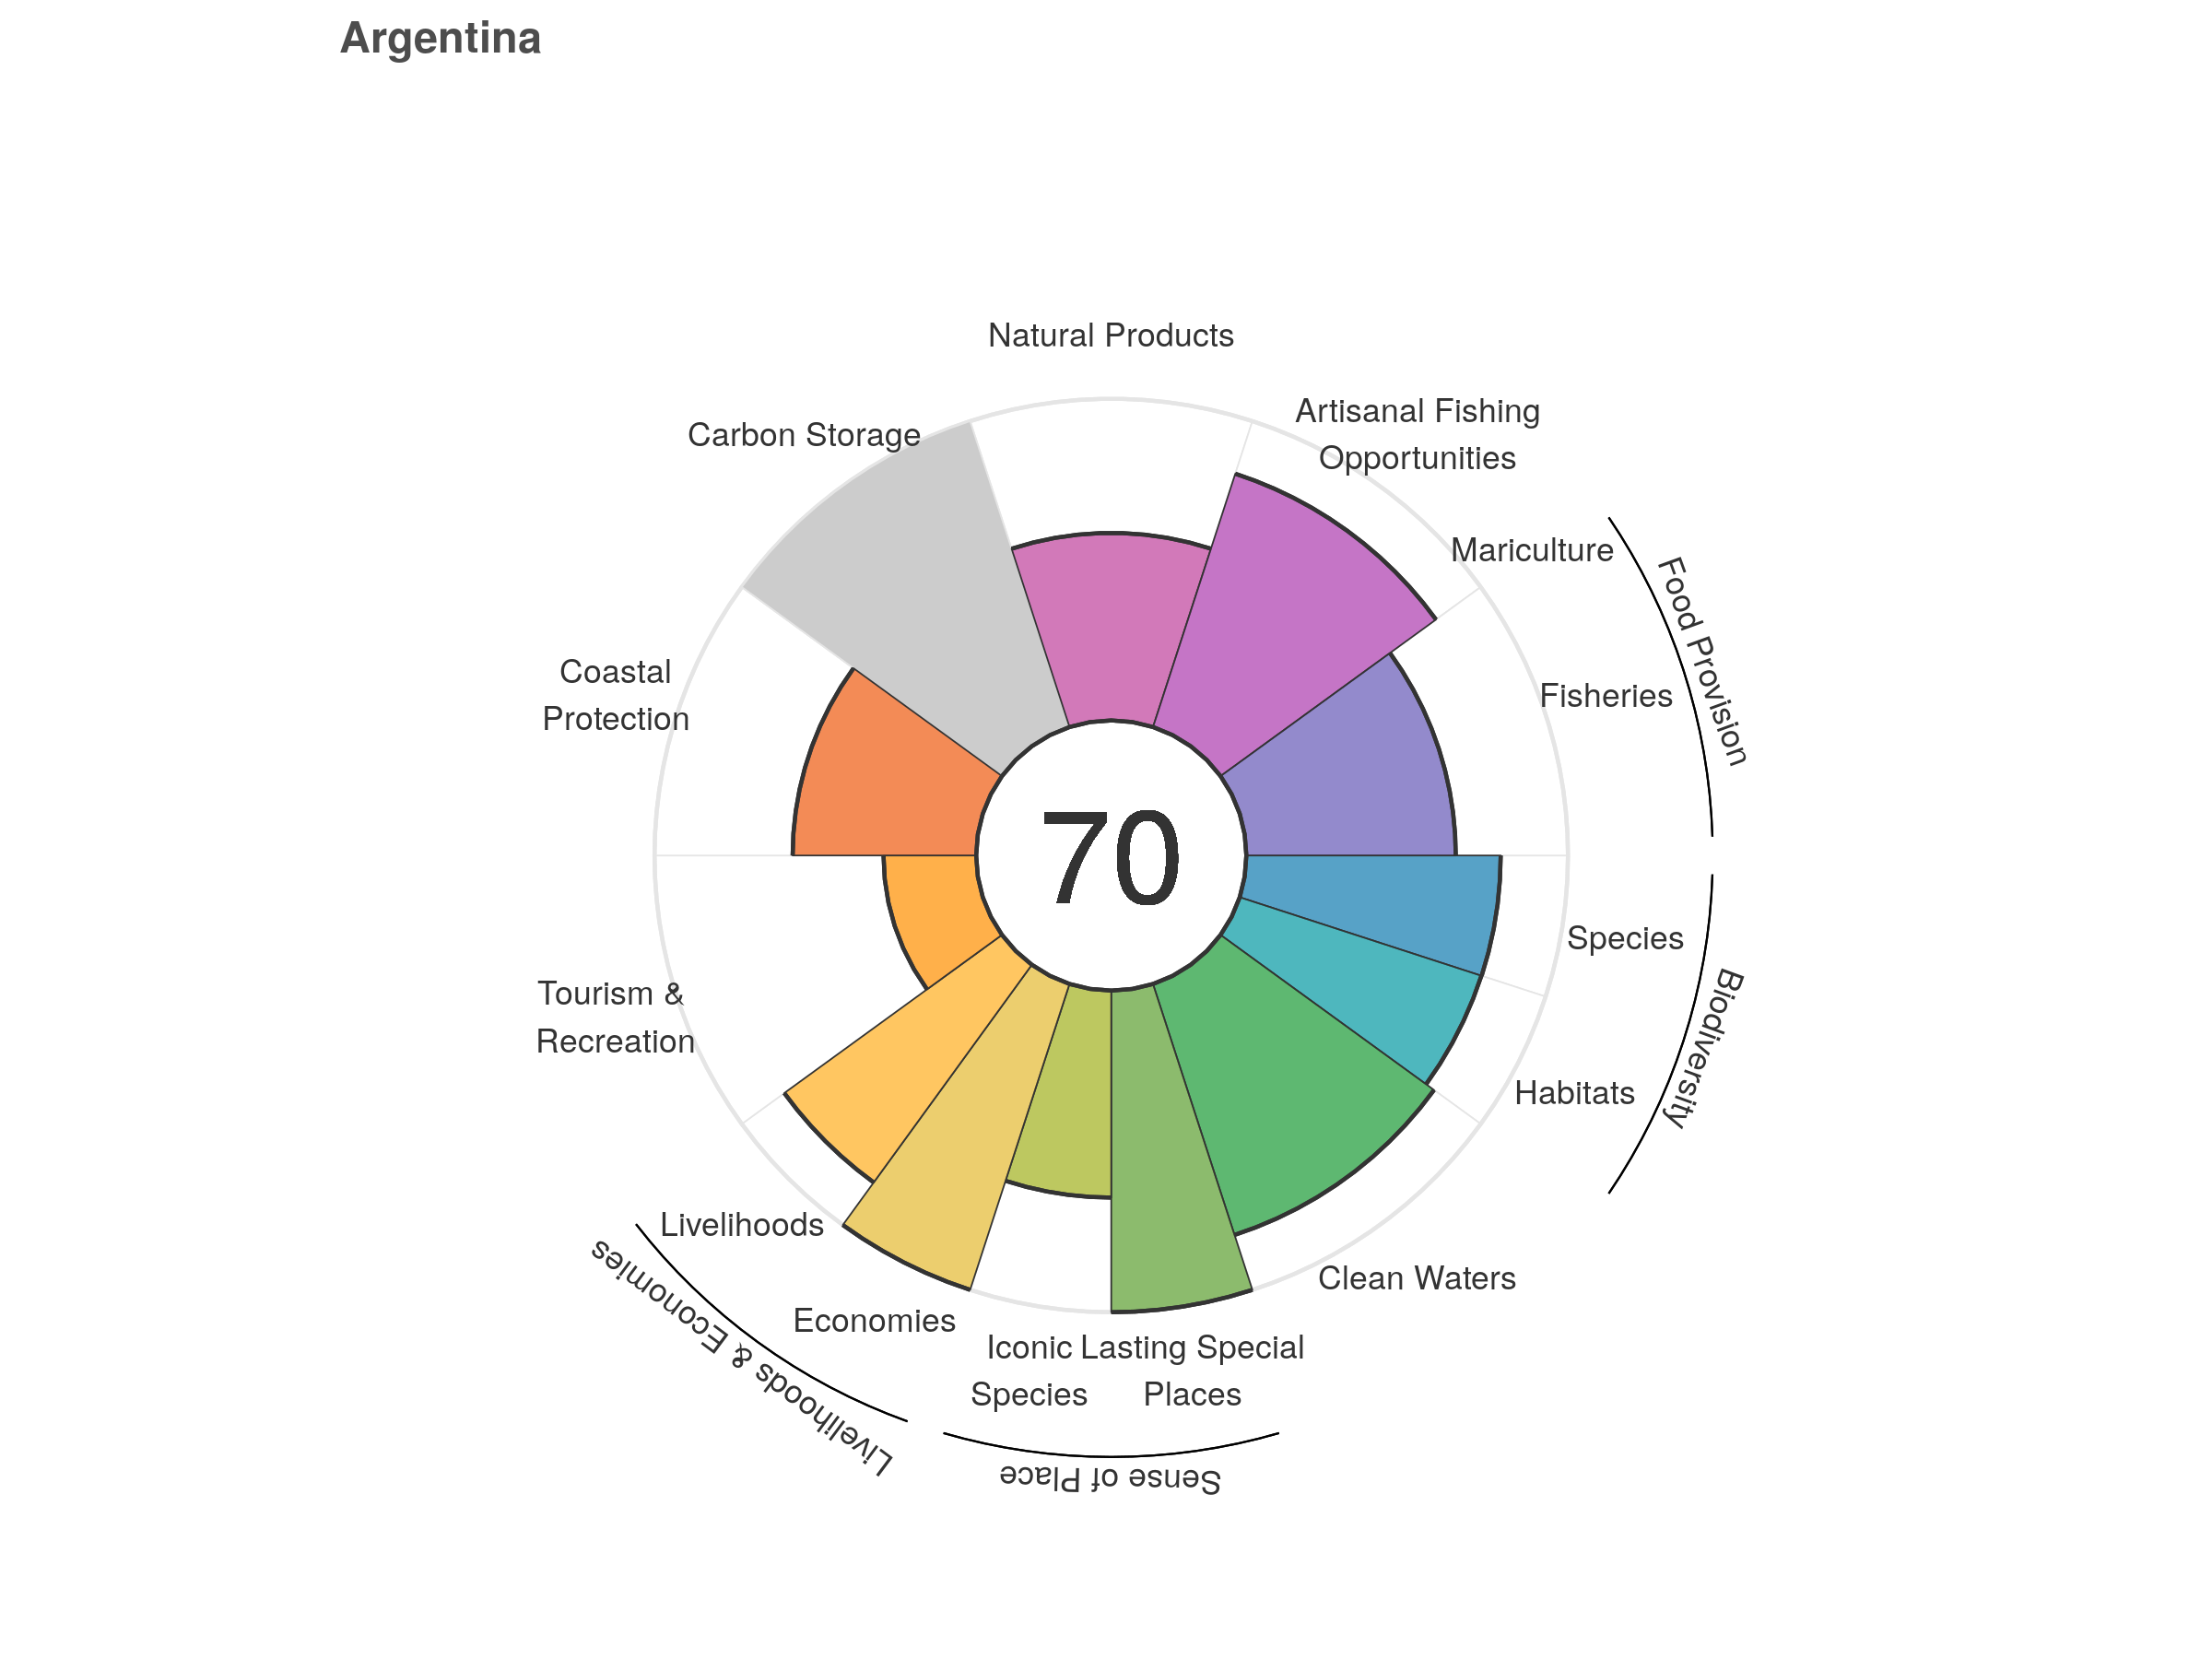 Argentina
Natural Products
Artisanal Fishing
Opportunities
Carbon Storage
Mariculture
Food Provision
Fisheries
Coastal
Protection
70
Species
Biodiversity
Habitats
Tourism &
Recreation
Livelihoods
Livelihoods & Economies
Clean Waters
Economies
Iconic
Species
Lasting Special
Places
Sense of Place